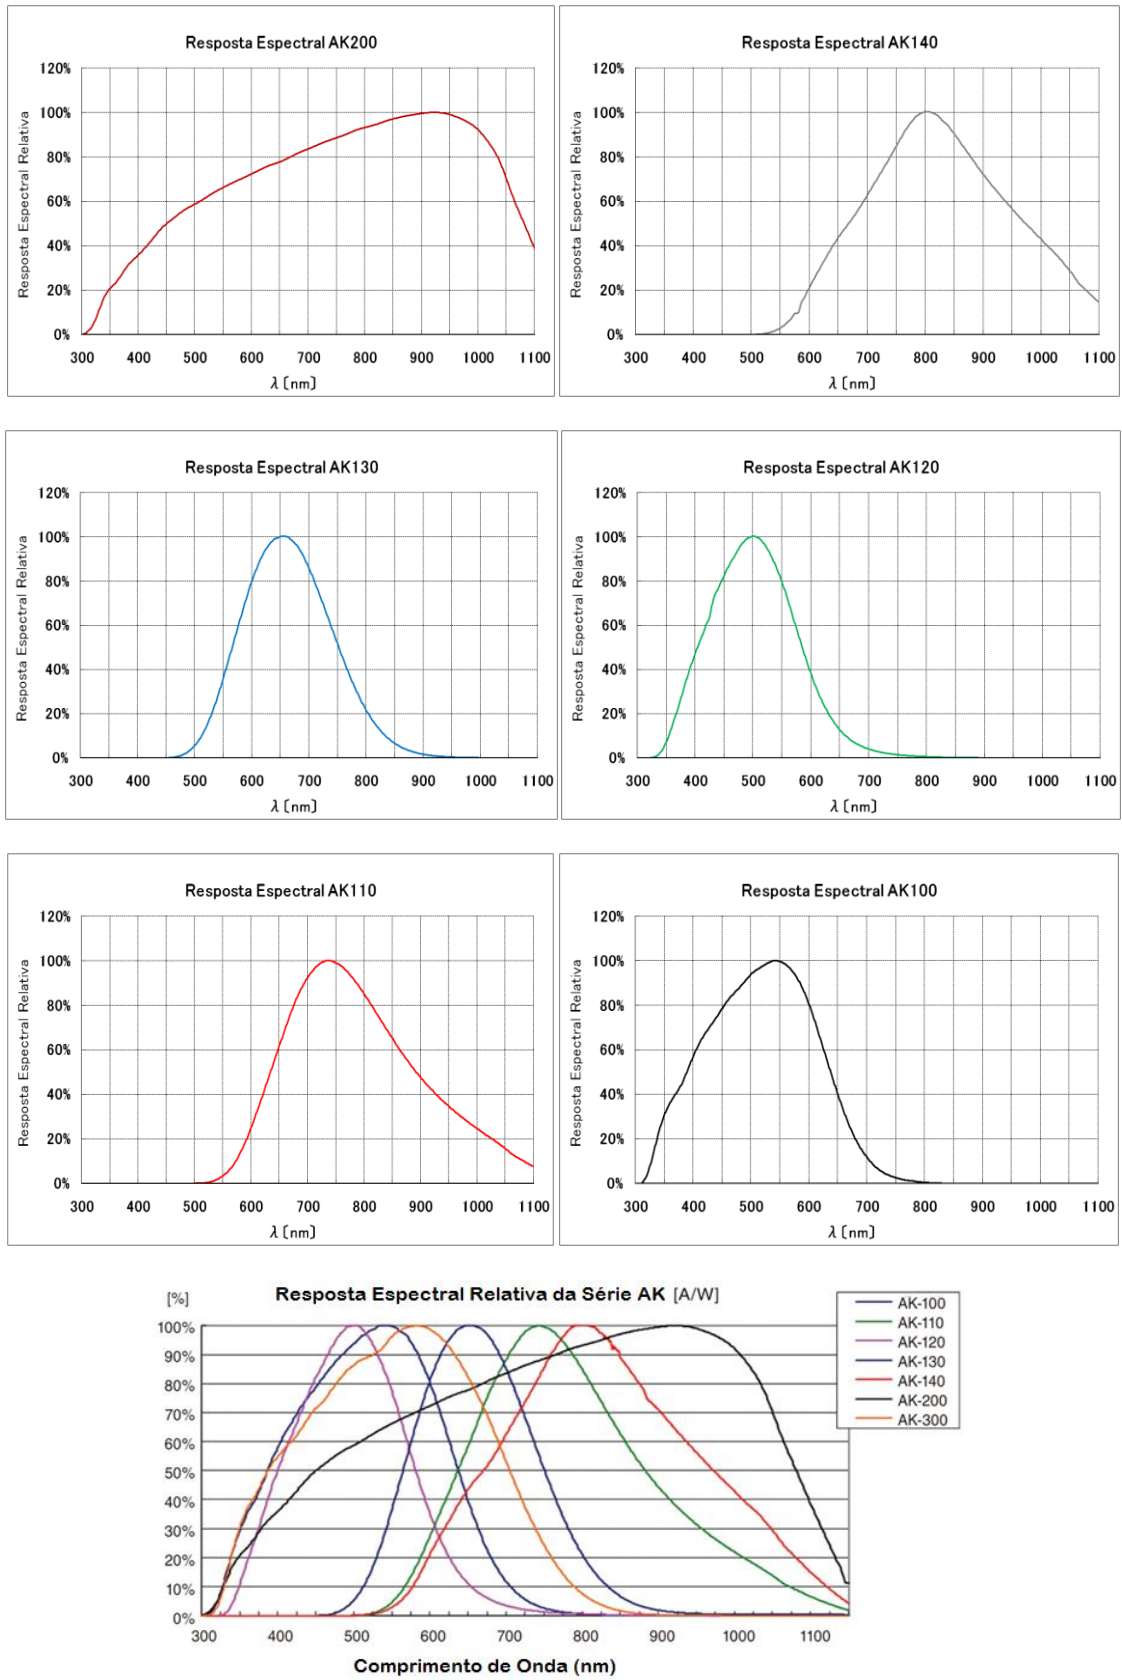 Resposta Espectral AK200
Resposta Espectral Relativa
120%
100%
80%
60%
40%
20%
0%
300 400 500 600 700 800 900 1000 1100
λ [nm]
Resposta Espectral AK140
Resposta Espectral Relativa
120%
100%
80%
60%
40%
20%
0%
300 400 500 600 700 800 900 1000 1100
λ [nm]
Resposta Espectral AK130
Resposta Espectral Relativa
120%
100%
80%
60%
40%
20%
0%
300 400 500 600 700 800 900 1000 1100
λ [nm]
Resposta Espectral AK120
Resposta Espectral Relativa
120%
100%
80%
60%
40%
20%
0%
300 400 500 600 700 800 900 1000 1100
λ [nm]
Resposta Espectral AK110
Resposta Espectral Relativa
120%
100%
80%
60%
40%
20%
0%
300 400 500 600 700 800 900 1000 1100
λ [nm]
Resposta Espectral AK100
Resposta Espectral Relativa
120%
100%
80%
60%
40%
20%
0%
300 400 500 600 700 800 900 1000 1100
λ [nm]
[%] Resposta Espectral Relativa da Série AK [A/W]
100%
90%
80%
70%
60%
50%
40%
30%
20%
10%
0%
300 400 500 600 700 800 900 1000 1100
Comprimento de Onda (nm)
AK-100
AK-110
AK-120
AK-130
AK-140
AK-200
AK-300